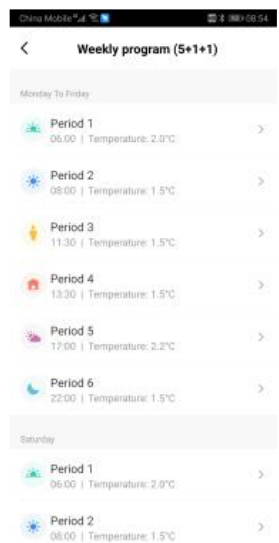 China Mobile 08:54
Weekly program (5+1+1)
Monday To Friday
Period 1
06:00 | Temperature: 2.0°C
Period 2
08:00 | Temperature: 1.5°C
Period 3
11:30 | Temperature: 1.5°C
Period 4
13:30 | Temperature: 1.5°C
Period 5
17:00 | Temperature: 2.2°C
Period 6
22:00 | Temperature: 1.5°C
Saturday
Period 1
06:00 | Temperature: 2.0°C
Period 2
08:00 | Temperature: 1.5°C